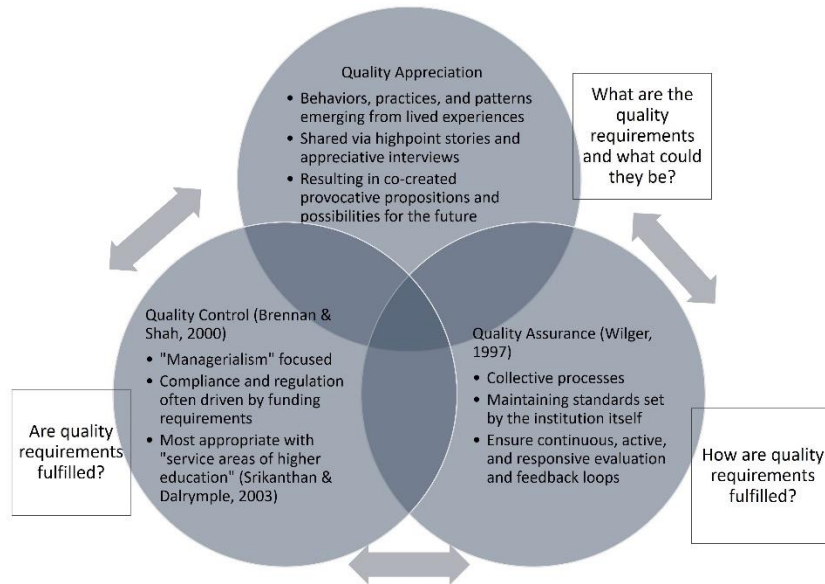 Quality Appreciation
• Behaviors, practices, and patterns
emerging from lived experiences
• Shared via highpoint stories and
appreciative interviews
• Resulting in co-created
provocative propositions and
possibilities for the future
What are the
quality
requirements
and what could
they be?
Quality Control (Brennan &
Shah, 2000)
• "Managerialism" focused
• Compliance and regulation
often driven by funding
requirements
• Most appropriate with
"service areas of higher
education" (Srikanthan &
Dalrymple, 2003)
Are quality
requirements
fulfilled?
Quality Assurance (Wilger,
1997)
• Collective processes
• Maintaining standards set
by the institution itself
• Ensure continuous, active,
and responsive evaluation
and feedback loops
How are quality
requirements
fulfilled?